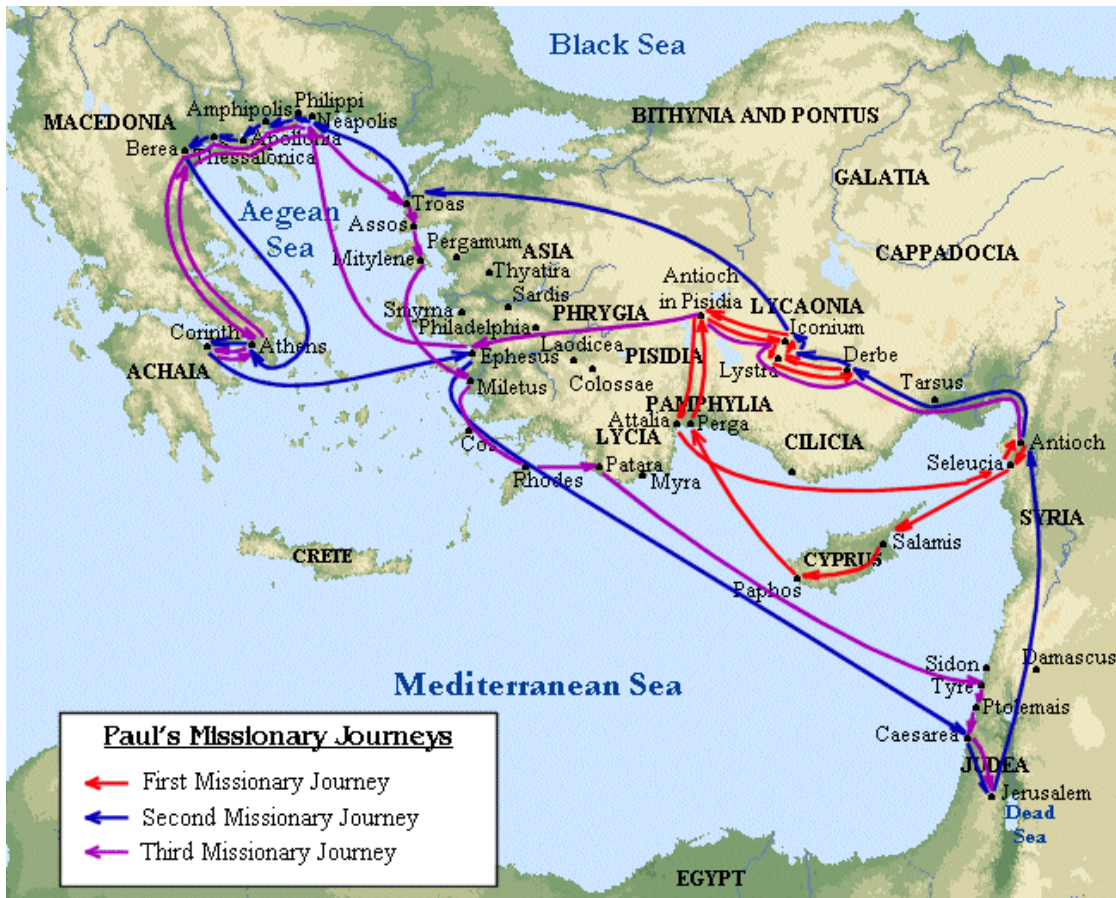 Black Sea
Philippi
Amphipolis
Neapolis
MACEDONIA
BITHYNIA AND PONTUS
Apollonia
Berea
Thessalonica
GALATIA
Troas
Aegean
Sea
Assos
CAPPADOCIA
Pergamum
ASIA
Mitylene
Thyatira
Antioch
in Pisidia
Sardis
LYCAONIA
Smyrna
PHRYGIA
Philadelphia
Iconium
Corinth
Athens
Laodicea
Ephesus
PISIDIA
Derbe
ACHAIA
Lystra
Colossae
Miletus
Tarsus
PAMPHYLIA
Attalia
Perga
LYCIA
CILICIA
Cos
Antioch
Patara
Seleucia
Rhodes
Myra
SYRIA
CRETE
Salamis
CYPRUS
Paphos
Sidon
Damascus
Mediterranean Sea
Tyre
Ptolemais
Caesarea
Paul's Missionary Journeys
JUDEA
First Missionary Journey
Jerusalem
Dead
Sea
Second Missionary Journey
Third Missionary Journey
EGYPT